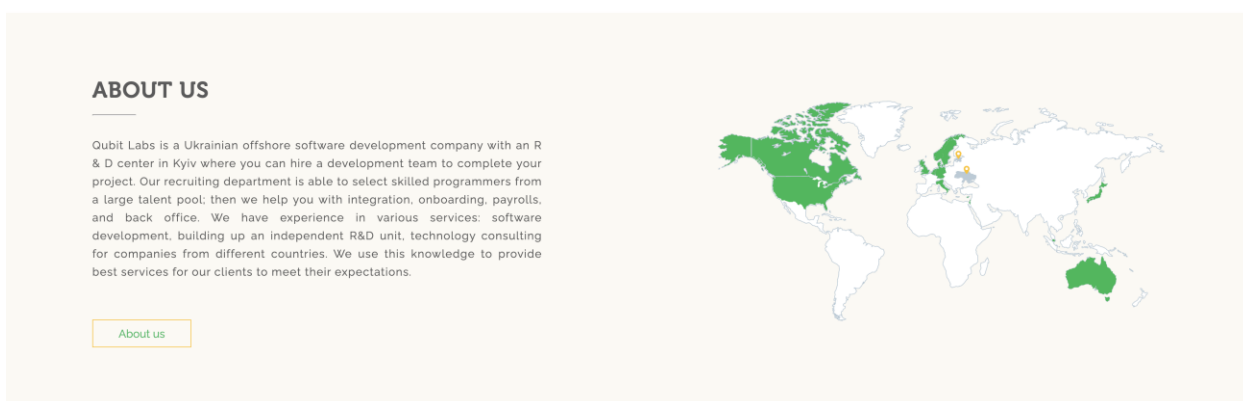 ABOUT US
Qubit Labs is a Ukrainian offshore software development company with an R
& D center in Kyiv where you can hire a development team to complete your
project. Our recruiting department is able to select skilled programmers from
a large talent pool; then we help you with integration, onboarding, payrolls,
and back office. We have experience in various services: software
development, building up an independent R&D unit, technology consulting
for companies from different countries. We use this knowledge to provide
best services for our clients to meet their expectations.
About us